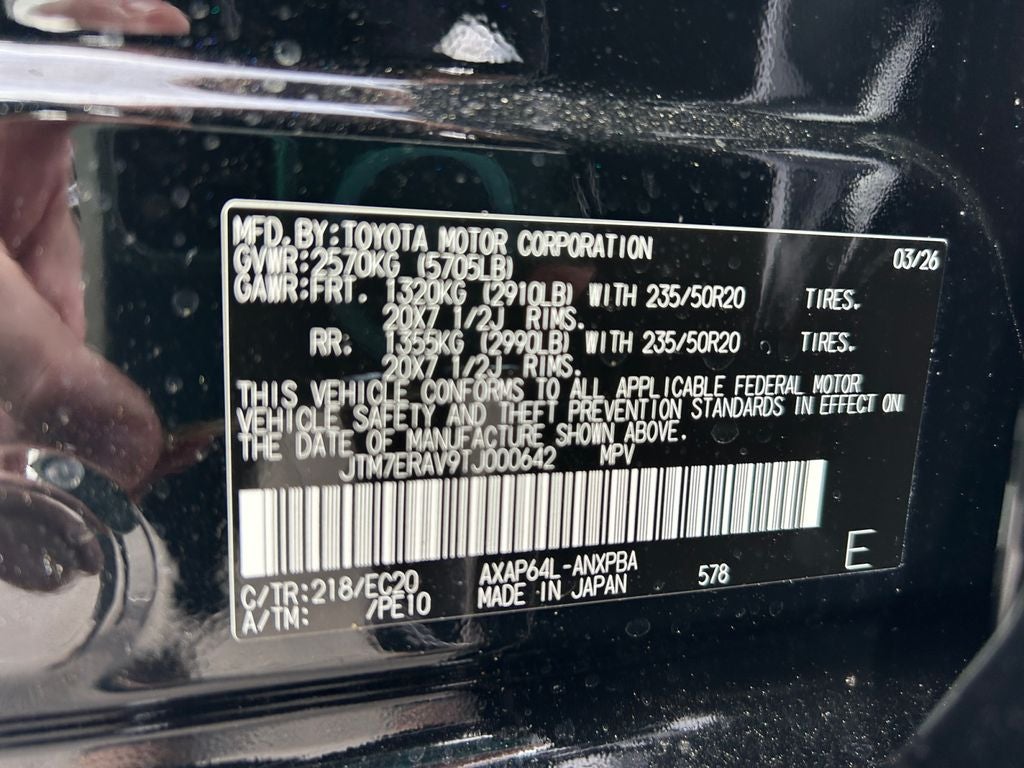 MFD. BY:TOYOTA MOTOR CORPORATION 03/26
GVWR:2570KG (5705LB)
GAWR:FRT. 1320KG (2910LB) WITH 235/50R20 TIRES.
20X7 1/2J RIMS.
RR. 1355KG (2990LB) WITH 235/50R20 TIRES.
20X7 1/2J RIMS.
THIS VEHICLE CONFORMS TO ALL APPLICABLE FEDERAL MOTOR
VEHICLE SAFETY AND THEFT PREVENTION STANDARDS IN EFFECT ON
THE DATE OF MANUFACTURE SHOWN ABOVE.
JTM7ERAV9TJ000642 MPV
C/TR:218/EC20 AXAP64L-ANXPBA 578 E
A/TM: /PE10 MADE IN JAPAN